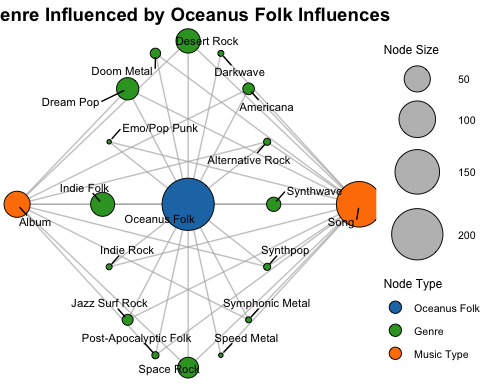 enre Influenced by Oceanus Folk Influences
Desert Rock
Doom Metal
Darkwave
Dream Pop
Americana
Emo/Pop Punk
Alternative Rock
Indie Folk
Synthwave
Album
Oceanus Folk
Song
Indie Rock
Synthpop
Jazz Surf Rock
Symphonic Metal
Post-Apocalyptic Folk
Speed Metal
Space Rock
Node Size
50
100
150
200
Node Type
Oceanus Folk
Genre
Music Type